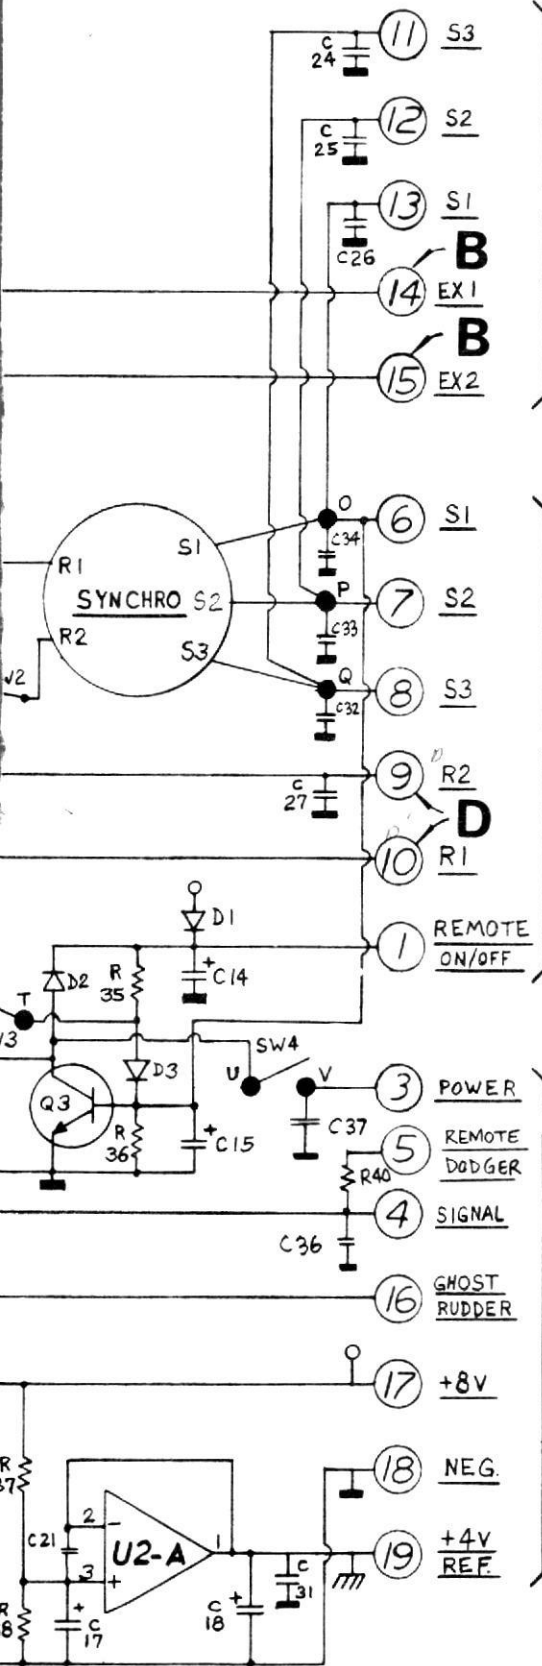 11 S3
C
24
12 S2
C
25
13 S1
C26
B
14 EX1
B
15 EX2
O 6 S1
S1 C34
R1
SYNCHRO S2 P 7 S2
R2 C33
S3
Q 8 S3
C32
9 R2
C
27
D
10 R1
D1
1 REMOTE
ON/OFF
D2 R
35
C14
T
SW4
D3 U V 3 POWER
Q3
R
36
C15 C37
5 REMOTE
DODGER
R40
4 SIGNAL
C36
16 GHOST
RUDDER
17 +8V
18 NEG.
C21 2 -
U2-A 1
3 +
19 +4V
REF.
C
31
+
C
17
C
18
+